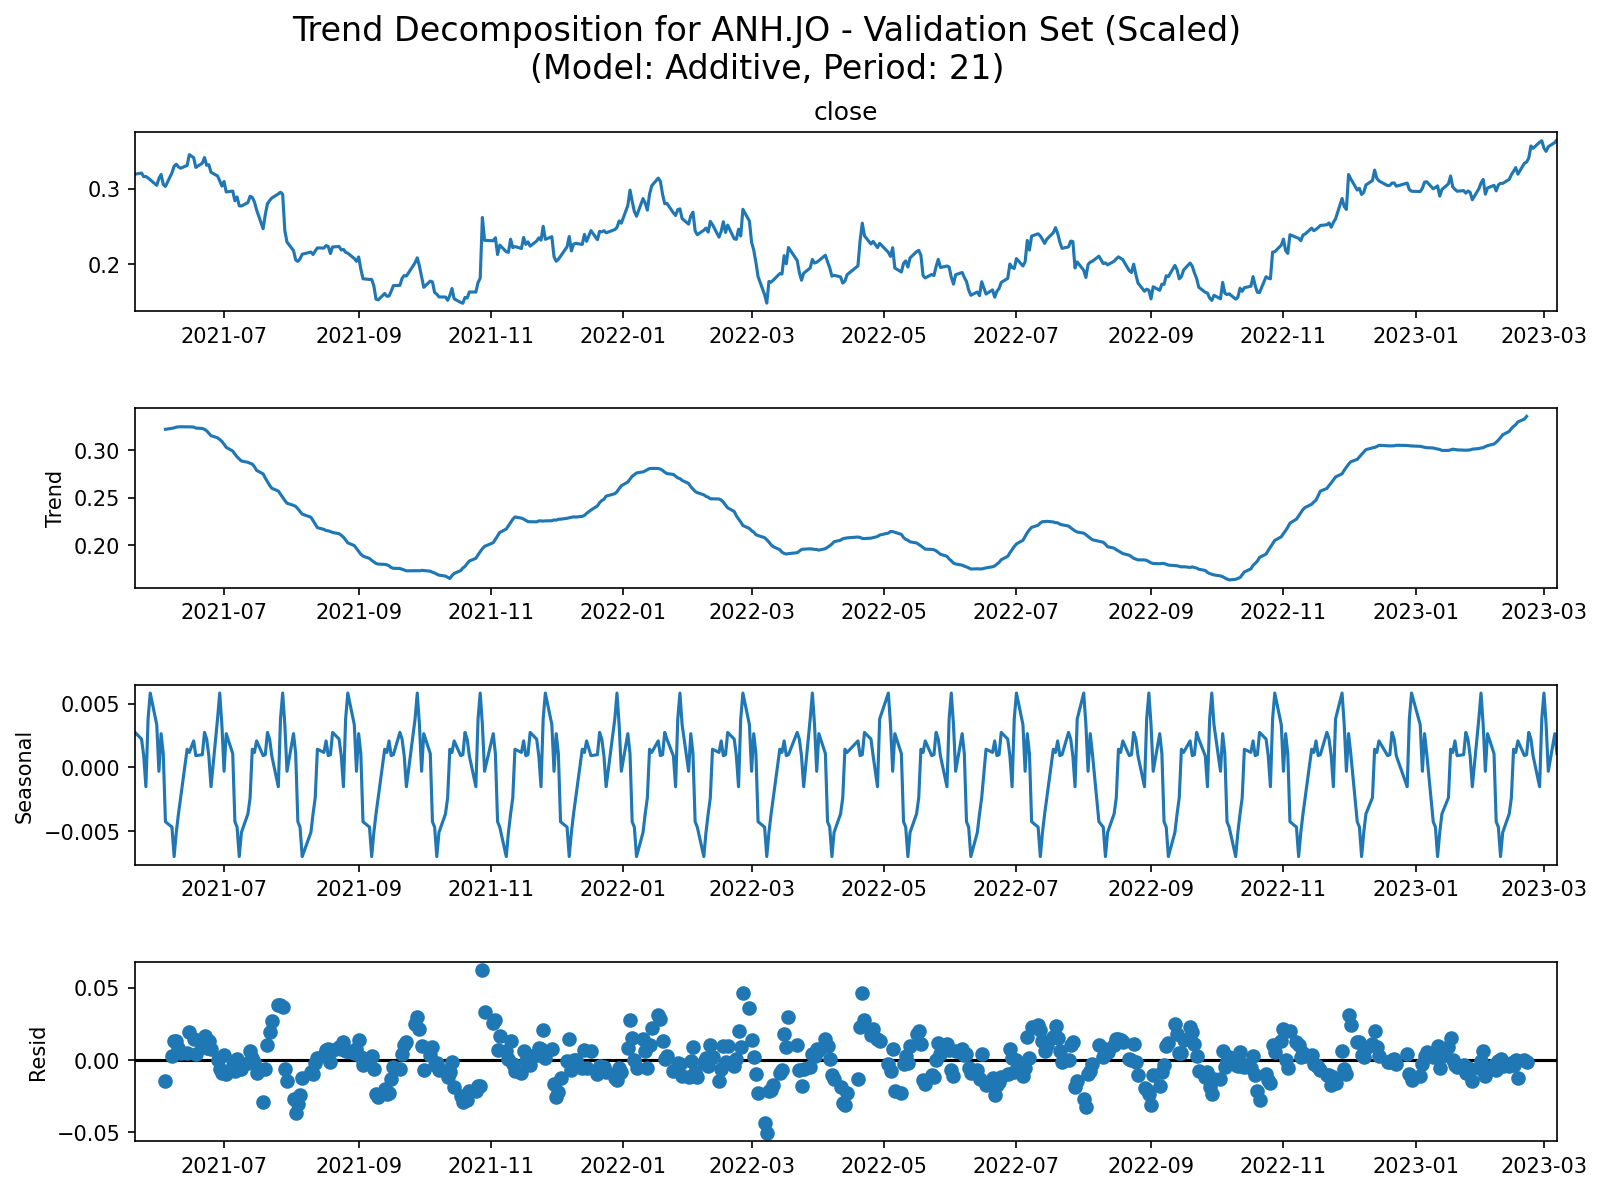 Trend Decomposition for ANH.JO - Validation Set (Scaled)
(Model: Additive, Period: 21)
close
0.3
0.2
2021-07 2021-09 2021-11 2022-01 2022-03 2022-05 2022-07 2022-09 2022-11 2023-01 2023-03
Trend
0.30
0.25
0.20
2021-07 2021-09 2021-11 2022-01 2022-03 2022-05 2022-07 2022-09 2022-11 2023-01 2023-03
Seasonal
0.005
0.000
−0.005
2021-07 2021-09 2021-11 2022-01 2022-03 2022-05 2022-07 2022-09 2022-11 2023-01 2023-03
Resid
0.05
0.00
−0.05
2021-07 2021-09 2021-11 2022-01 2022-03 2022-05 2022-07 2022-09 2022-11 2023-01 2023-03